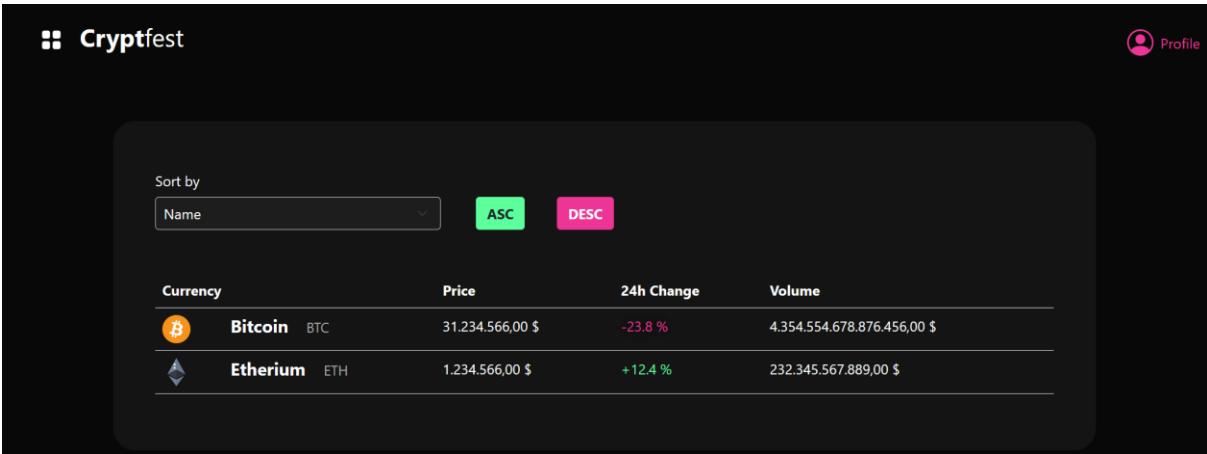 Cryptfest
Profile
Sort by
Name ASC DESC
Currency Price 24h Change Volume
Bitcoin BTC 31.234.566,00 $ -23.8 % 4.354.554.678.876.456,00 $
Etherium ETH 1.234.566,00 $ +12.4 % 232.345.567.889,00 $